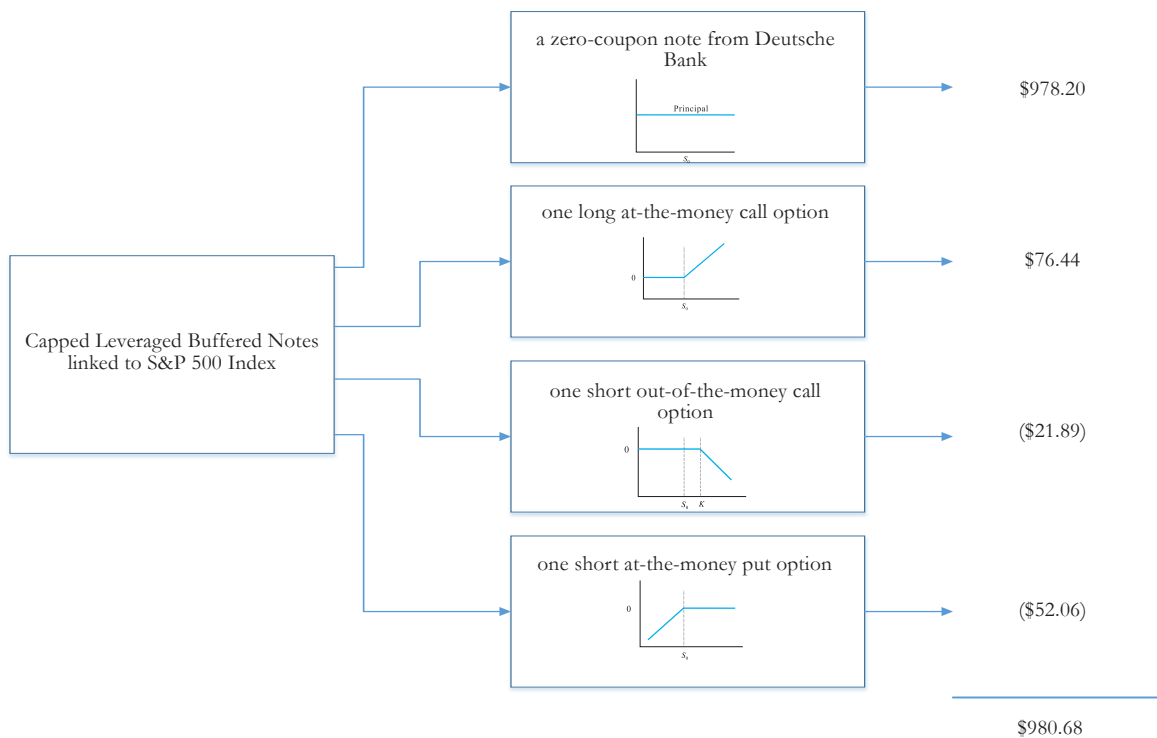 a zero-coupon note from Deutsche
Bank
Principal
S₀
$978.20
one long at-the-money call option
0
S₀
$76.44
Capped Leveraged Buffered Notes
linked to S&P 500 Index
one short out-of-the-money call
option
0
S₀ K
($21.89)
one short at-the-money put option
0
S₀
($52.06)
$980.68